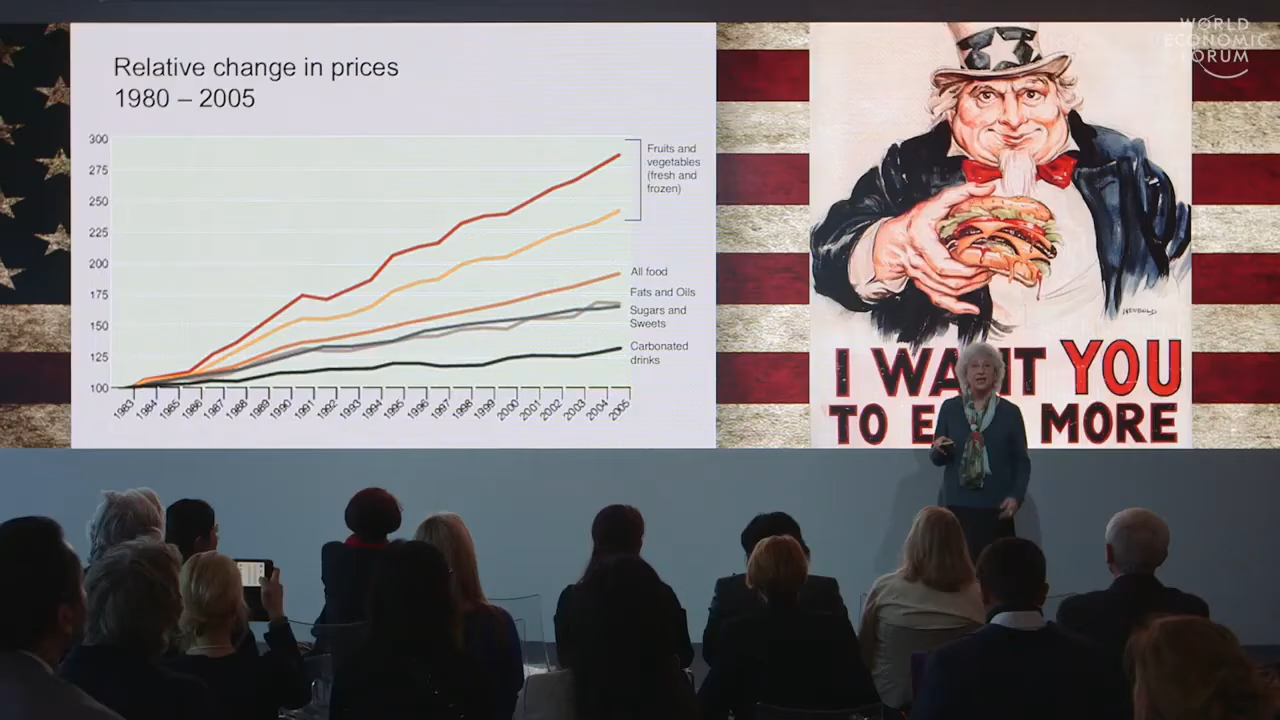 Relative change in prices
1980 – 2005
300
275
250
225
200
175
150
125
100
1983
1984
1985
1986
1987
1988
1989
1990
1991
1992
1993
1994
1995
1996
1997
1998
1999
2000
2001
2002
2003
2004
2005
Fruits and
vegetables
(fresh and
frozen)
All food
Fats and Oils
Sugars and
Sweets
Carbonated
drinks
I WA T YOU
TO E MORE
WORLD
ECONOMIC
FORUM